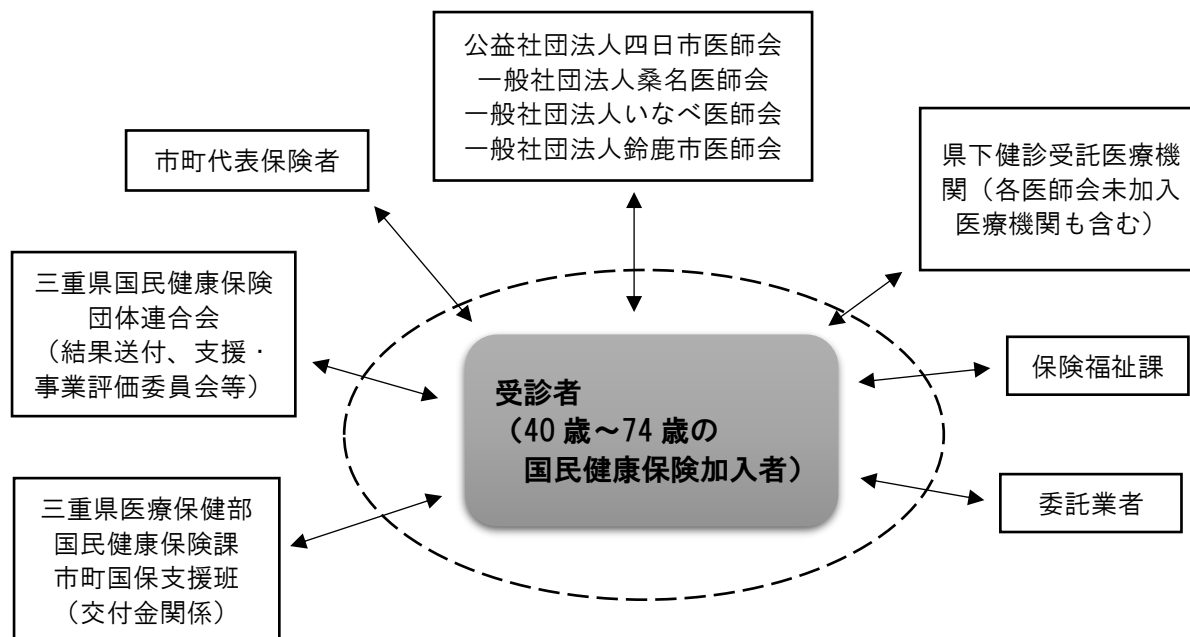 公益社団法人四日市医師会
一般社団法人桑名医師会
一般社団法人いなべ医師会
一般社団法人鈴鹿市医師会
市町代表保険者
県下健診受託医療機
関（各医師会未加入
医療機関も含む）
三重県国民健康保険
団体連合会
（結果送付、支援・
事業評価委員会等）
保険福祉課
受診者
（40歳～74歳の
国民健康保険加入者）
三重県医療保健部
国民健康保険課
市町国保支援班
（交付金関係）
委託業者